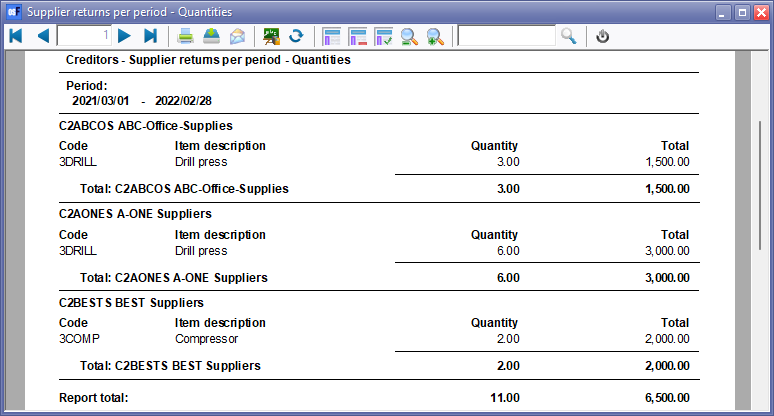 Supplier returns per period - Quantities
1
Creditors - Supplier returns per period - Quantities
Period:
2021/03/01 - 2022/02/28
C2ABCOS ABC-Office-Supplies
Code Item description Quantity Total
3DRILL Drill press 3.00 1,500.00
Total: C2ABCOS ABC-Office-Supplies 3.00 1,500.00
C2AONES A-ONE Suppliers
Code Item description Quantity Total
3DRILL Drill press 6.00 3,000.00
Total: C2AONES A-ONE Suppliers 6.00 3,000.00
C2BESTS BEST Suppliers
Code Item description Quantity Total
3COMP Compressor 2.00 2,000.00
Total: C2BESTS BEST Suppliers 2.00 2,000.00
Report total: 11.00 6,500.00